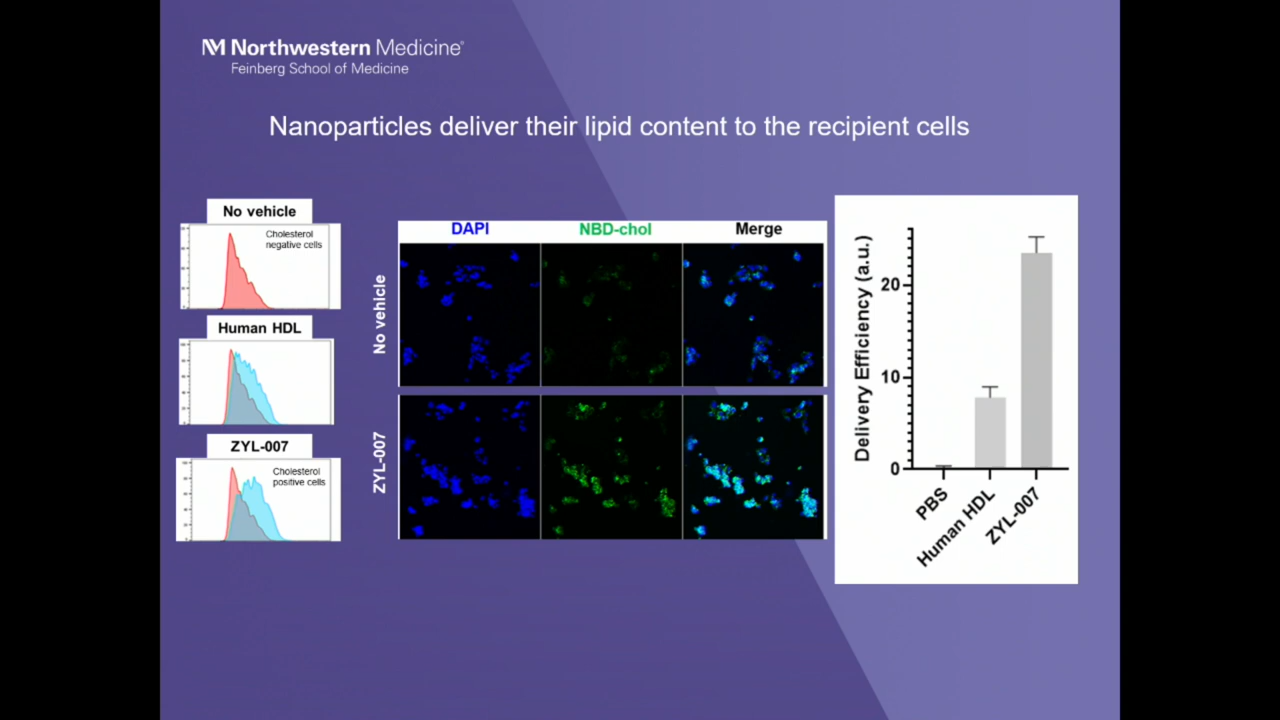 Northwestern Medicine®
Feinberg School of Medicine
Nanoparticles deliver their lipid content to the recipient cells
No vehicle
Cholesterol
negative cells
Human HDL
ZYL-007
Cholesterol
positive cells
DAPI
NBD-chol
Merge
No vehicle
ZYL-007
Delivery Efficiency (a.u.)
20
10
0
PBS
Human HDL
ZYL-007